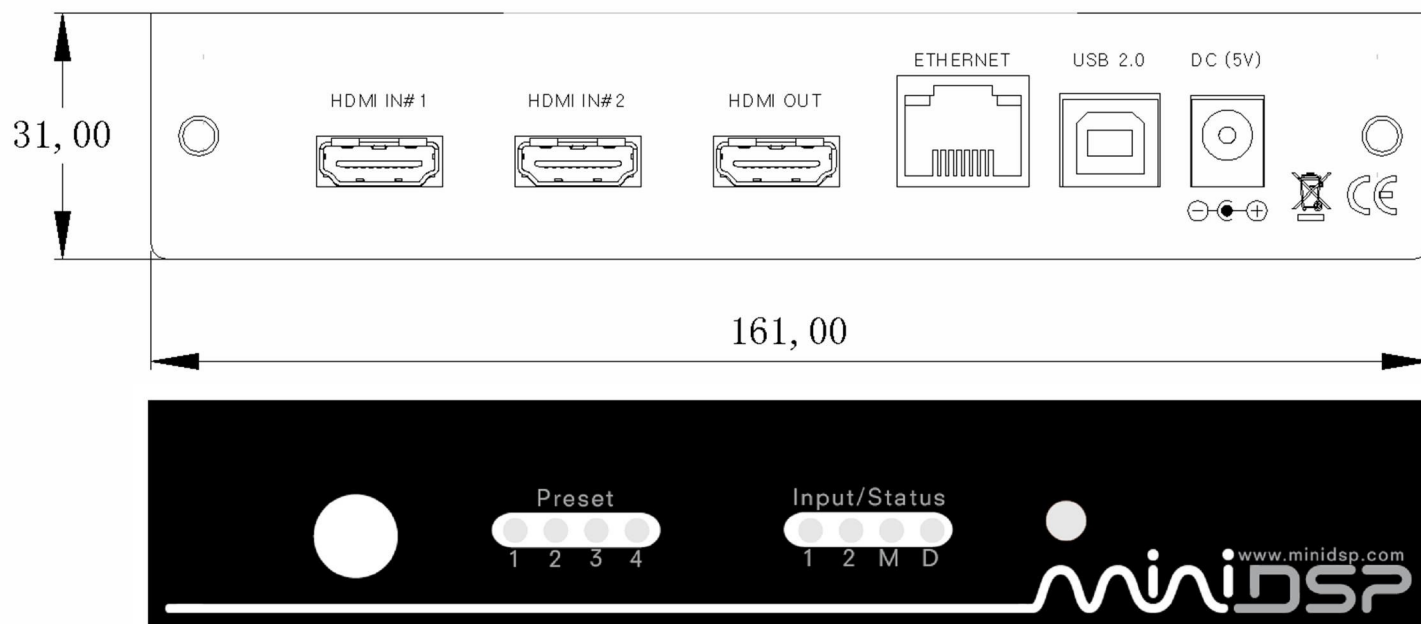 ETHERNET USB 2.0 DC (5V)
HDMI IN#1 HDMI IN#2 HDMI OUT
31,00
CE
161,00
Preset Input/Status
1 2 3 4 1 2 M D
www.minidsp.com
miniDSP